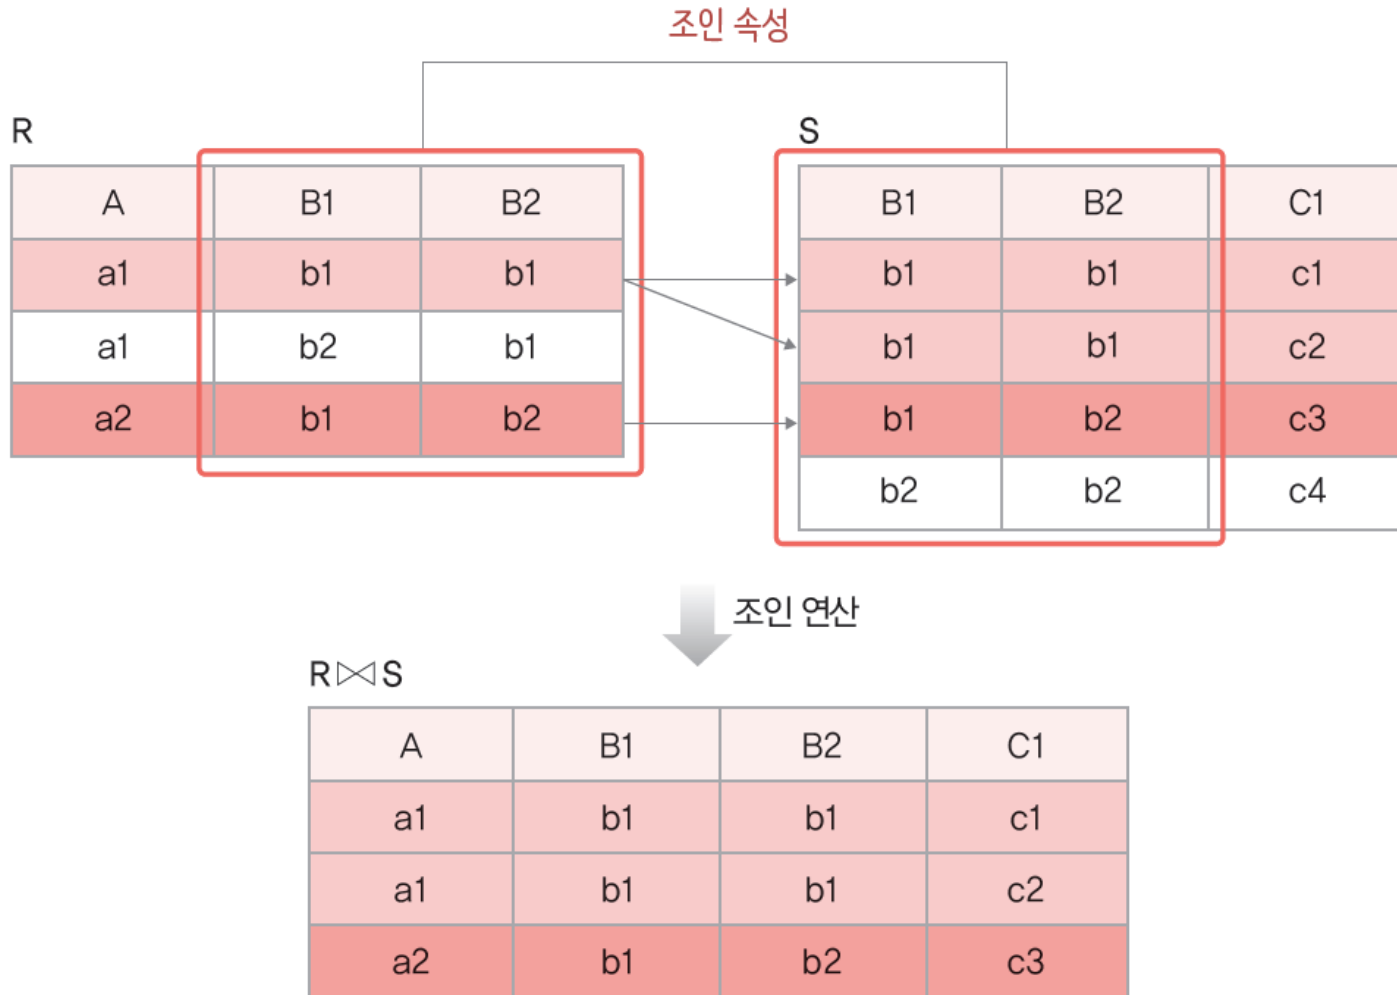 조인 속성
R
A B1 B2
a1 b1 b1
a1 b2 b1
a2 b1 b2
S
B1 B2 C1
b1 b1 c1
b1 b1 c2
b1 b2 c3
b2 b2 c4
조인 연산
R⋈S
A B1 B2 C1
a1 b1 b1 c1
a1 b1 b1 c2
a2 b1 b2 c3